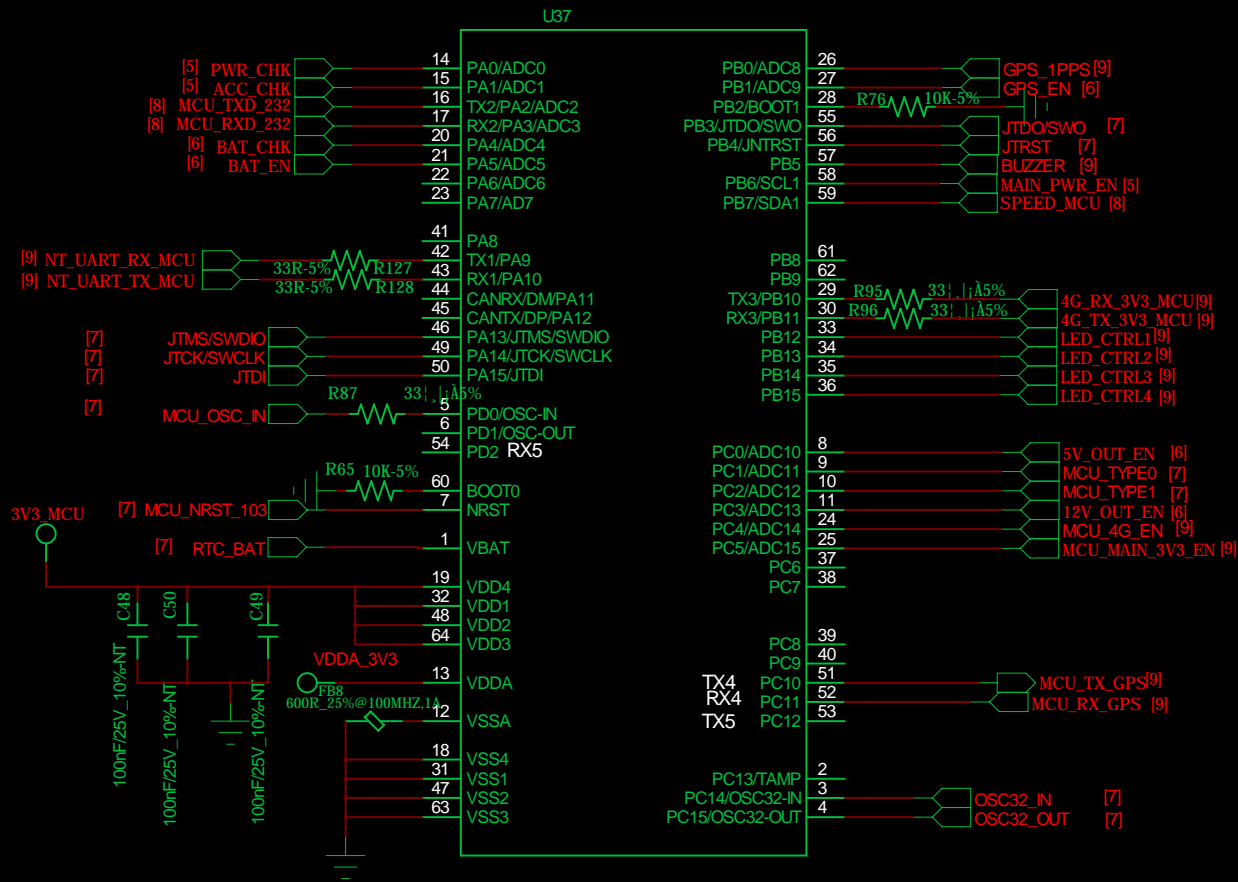 U37
[5] PWR_CHK 14 PA0/ADC0
[5] ACC_CHK 15 PA1/ADC1
[8] MCU_TXD_232 16 TX2/PA2/ADC2
[8] MCU_RXD_232 17 RX2/PA3/ADC3
[6] BAT_CHK 20 PA4/ADC4
[6] BAT_EN 21 PA5/ADC5
22 PA6/ADC6
23 PA7/AD7
41 PA8
[9] NT_UART_RX_MCU 33R-5% R127 42 TX1/PA9
[9] NT_UART_TX_MCU 33R-5% R128 43 RX1/PA10
44 CANRX/DM/PA11
45 CANTX/DP/PA12
[7] JTMS/SWDIO 46 PA13/JTMS/SWDIO
[7] JTCK/SWCLK 49 PA14/JTCK/SWCLK
[7] JTDI 50 PA15/JTDI
[7] MCU_OSC_IN R87 33¦¸|¡À5% 5 PD0/OSC-IN
6 PD1/OSC-OUT
54 PD2 RX5
R65 10K-5% 60 BOOT0
[7] MCU_NRST_103 7 NRST
[7] RTC_BAT 1 VBAT
3V3_MCU
19 VDD4
32 VDD1
48 VDD2
64 VDD3
C48 100nF/25V_10%-NT
C50 100nF/25V_10%-NT
C49 100nF/25V_10%-NT
VDDA_3V3
13 VDDA
FB8
600R_25%@100MHZ,1A
12 VSSA
18 VSS4
31 VSS1
47 VSS2
63 VSS3
PB0/ADC8 26 GPS_1PPS [9]
PB1/ADC9 27 GPS_EN [6]
PB2/BOOT1 28 R76 10K-5%
PB3/JTDO/SWO 55 JTDO/SWO [7]
PB4/JNTRST 56 JTRST [7]
PB5 57 BUZZER [9]
PB6/SCL1 58 MAIN_PWR_EN [5]
PB7/SDA1 59 SPEED_MCU [8]
PB8 61
PB9 62
TX3/PB10 29 R95 33¦¸|¡À5% 4G_RX_3V3_MCU [9]
RX3/PB11 30 R96 33¦¸|¡À5% 4G_TX_3V3_MCU [9]
PB12 33 LED_CTRL1 [9]
PB13 34 LED_CTRL2 [9]
PB14 35 LED_CTRL3 [9]
PB15 36 LED_CTRL4 [9]
PC0/ADC10 8 5V_OUT_EN [6]
PC1/ADC11 9 MCU_TYPE0 [7]
PC2/ADC12 10 MCU_TYPE1 [7]
PC3/ADC13 11 12V_OUT_EN [6]
PC4/ADC14 24 MCU_4G_EN [9]
PC5/ADC15 25 MCU_MAIN_3V3_EN [9]
PC6 37
PC7 38
PC8 39
PC9 40
TX4 PC10 51 MCU_TX_GPS [9]
RX4 PC11 52 MCU_RX_GPS [9]
TX5 PC12 53
PC13/TAMP 2
PC14/OSC32-IN 3 OSC32_IN [7]
PC15/OSC32-OUT 4 OSC32_OUT [7]